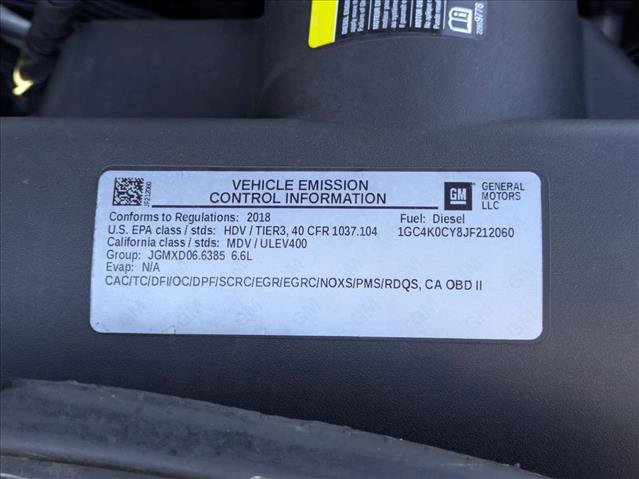 zem9778
JF212060
VEHICLE EMISSION
CONTROL INFORMATION
GM
GENERAL
MOTORS
LLC
Conforms to Regulations: 2018
Fuel: Diesel
U.S. EPA class / stds: HDV / TIER3, 40 CFR 1037.104
1GC4K0CY8JF212060
California class / stds: MDV / ULEV400
Group: JGMXD06.6385 6.6L
Evap: N/A
CAC/TC/DFI/OC/DPF/SCRC/EGR/EGRC/NOXS/PMS/RDQS, CA OBD II